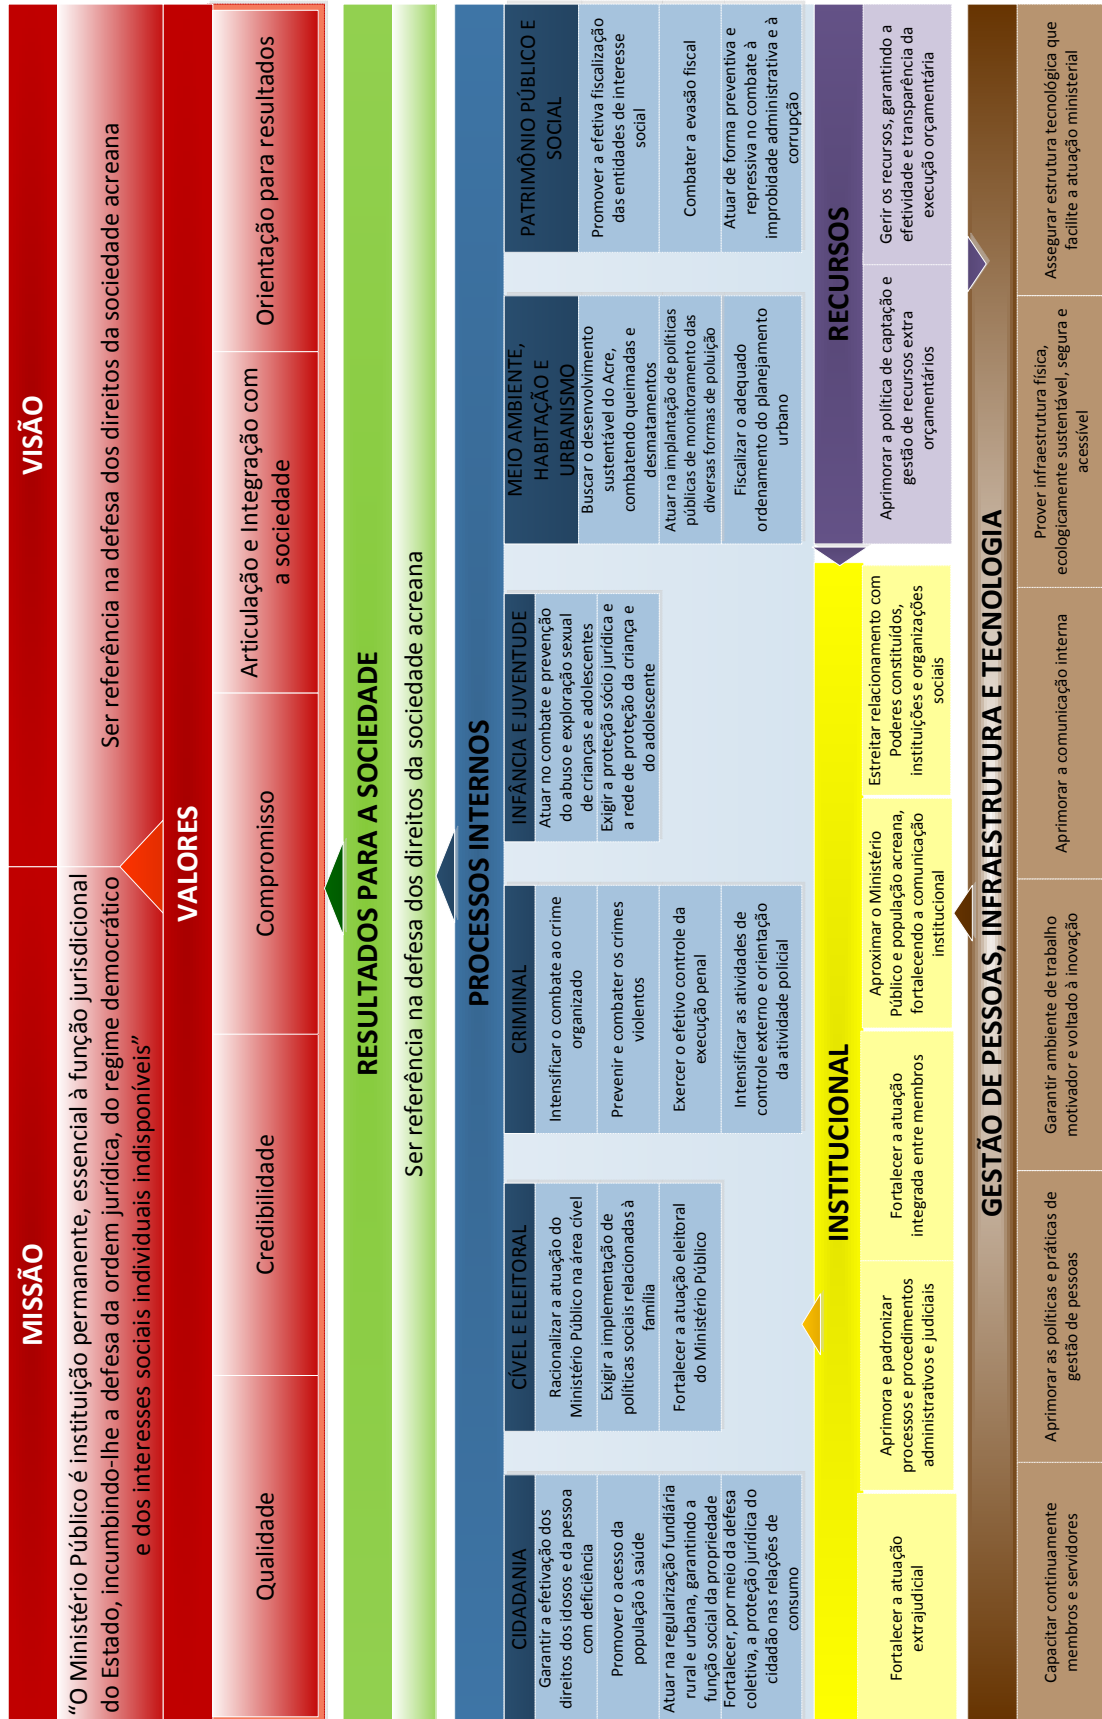 MISSÃO
VISÃO
“O Ministério Público é instituição permanente, essencial à função jurisdicional
do Estado, incumbindo-lhe a defesa da ordem jurídica, do regime democrático
e dos interesses sociais individuais indisponíveis”
Ser referência na defesa dos direitos da sociedade acreana
VALORES
Qualidade
Credibilidade
Compromisso
Articulação e Integração com
a sociedade
Orientação para resultados
RESULTADOS PARA A SOCIEDADE
Ser referência na defesa dos direitos da sociedade acreana
PROCESSOS INTERNOS
CIDADANIA
Garantir a efetivação dos
direitos dos idosos e da pessoa
com deficiência
Promover o acesso da
população à saúde
Atuar na regularização fundiária
rural e urbana, garantindo a
função social da propriedade
Fortalecer, por meio da defesa
coletiva, a proteção jurídica do
cidadão nas relações de
consumo
CÍVEL E ELEITORAL
Racionalizar a atuação do
Ministério Público na área cível
Exigir a implementação de
políticas sociais relacionadas à
família
Fortalecer a atuação eleitoral
do Ministério Público
CRIMINAL
Intensificar o combate ao crime
organizado
Prevenir e combater os crimes
violentos
Exercer o efetivo controle da
execução penal
Intensificar as atividades de
controle externo e orientação
da atividade policial
INFÂNCIA E JUVENTUDE
Atuar no combate e prevenção
do abuso e exploração sexual
de crianças e adolescentes
Exigir a proteção sócio jurídica e
a rede de proteção da criança e
do adolescente
MEIO AMBIENTE,
HABITAÇÃO E
URBANISMO
Buscar o desenvolvimento
sustentável do Acre,
combatendo queimadas e
desmatamentos
Atuar na implantação de políticas
públicas de monitoramento das
diversas formas de poluição
Fiscalizar o adequado
ordenamento do planejamento
urbano
PATRIMÔNIO PÚBLICO E
SOCIAL
Promover a efetiva fiscalização
das entidades de interesse
social
Combater a evasão fiscal
Atuar de forma preventiva e
repressiva no combate à
improbidade administrativa e à
corrupção
INSTITUCIONAL
Fortalecer a atuação
extrajudicial
Aprimora e padronizar
processos e procedimentos
administrativos e judiciais
Fortalecer a atuação
integrada entre membros
Aproximar o Ministério
Público e população acreana,
fortalecendo a comunicação
institucional
Estreitar relacionamento com
Poderes constituídos,
instituições e organizações
sociais
RECURSOS
Aprimorar a política de captação e
gestão de recursos extra
orçamentários
Gerir os recursos, garantindo a
efetividade e transparência da
execução orçamentária
GESTÃO DE PESSOAS, INFRAESTRUTURA E TECNOLOGIA
Capacitar continuamente
membros e servidores
Aprimorar as políticas e práticas de
gestão de pessoas
Garantir ambiente de trabalho
motivador e voltado à inovação
Aprimorar a comunicação interna
Prover infraestrutura física,
ecologicamente sustentável, segura e
acessível
Assegurar estrutura tecnológica que
facilite a atuação ministerial